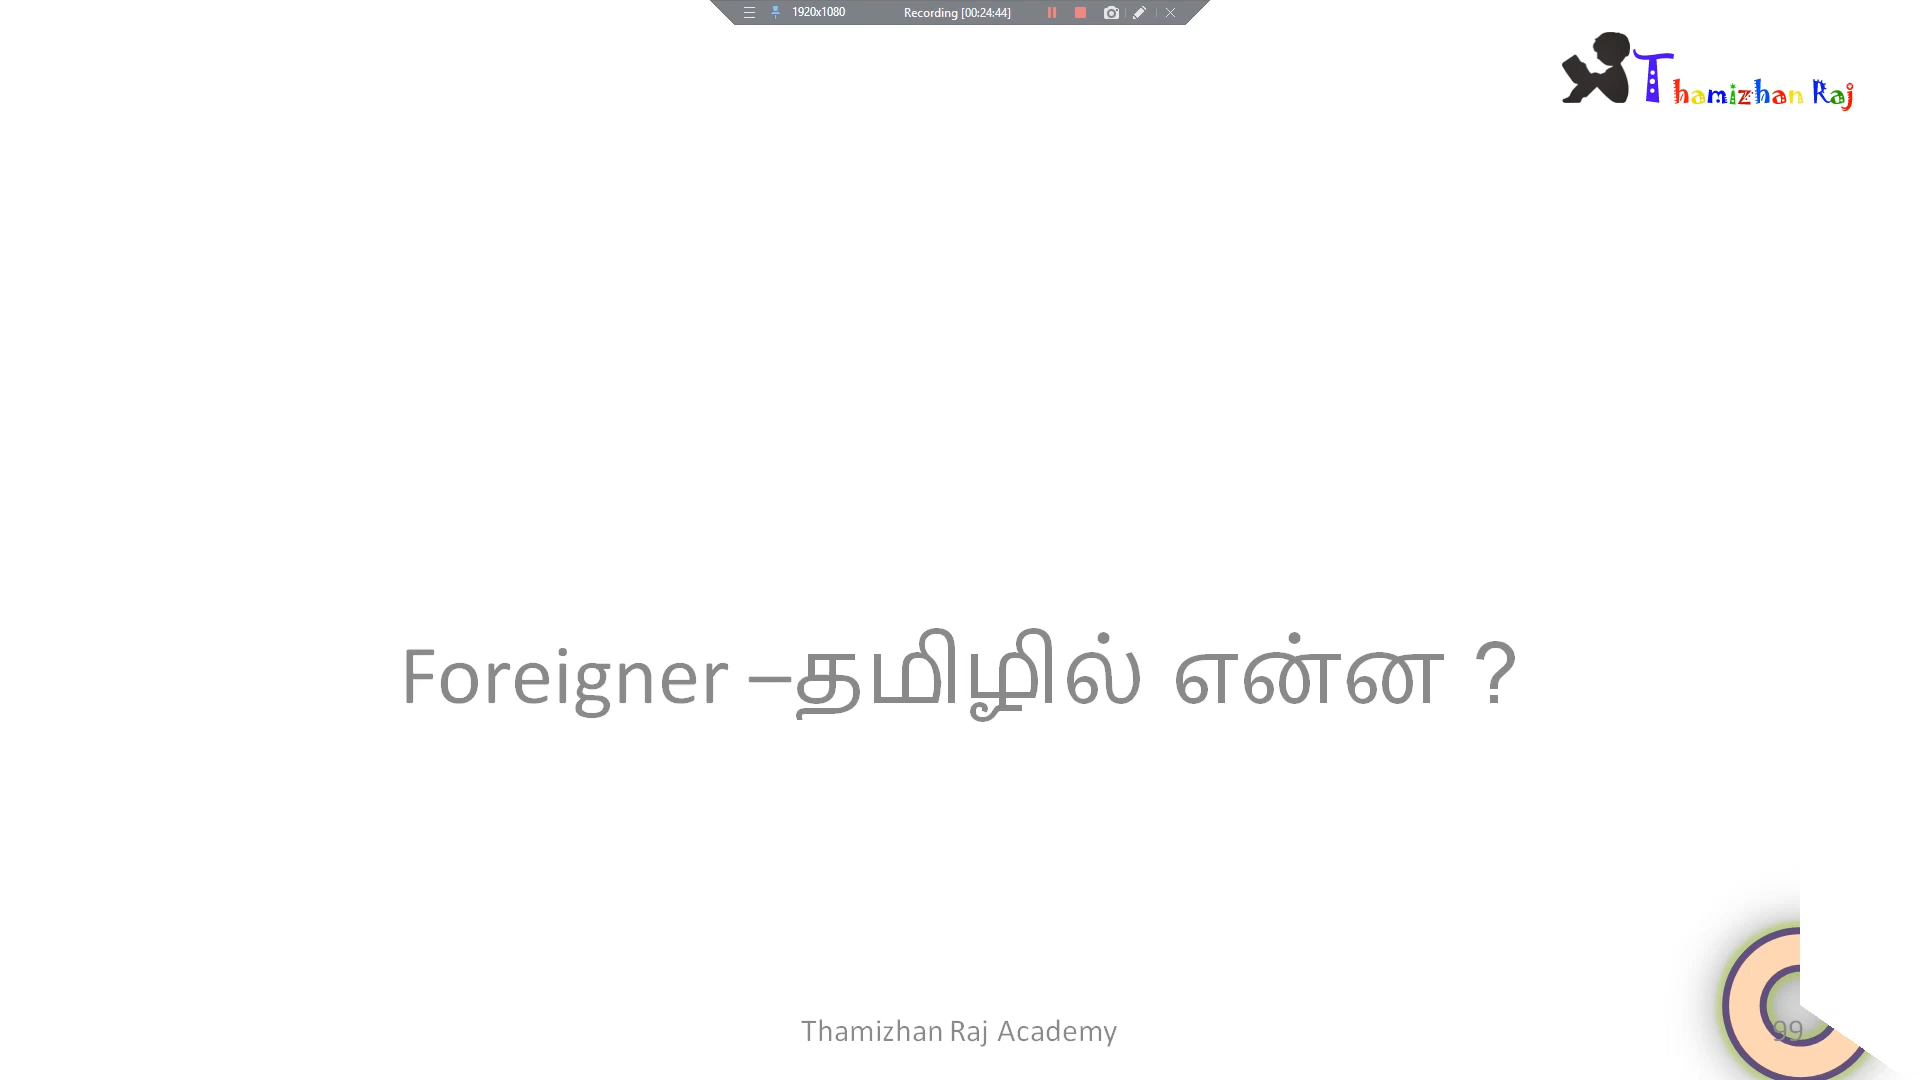 1920x1080 Recording [00:24:44]
Thamizhan Raj
Foreigner –தமிழில் என்ன ?
Thamizhan Raj Academy
99